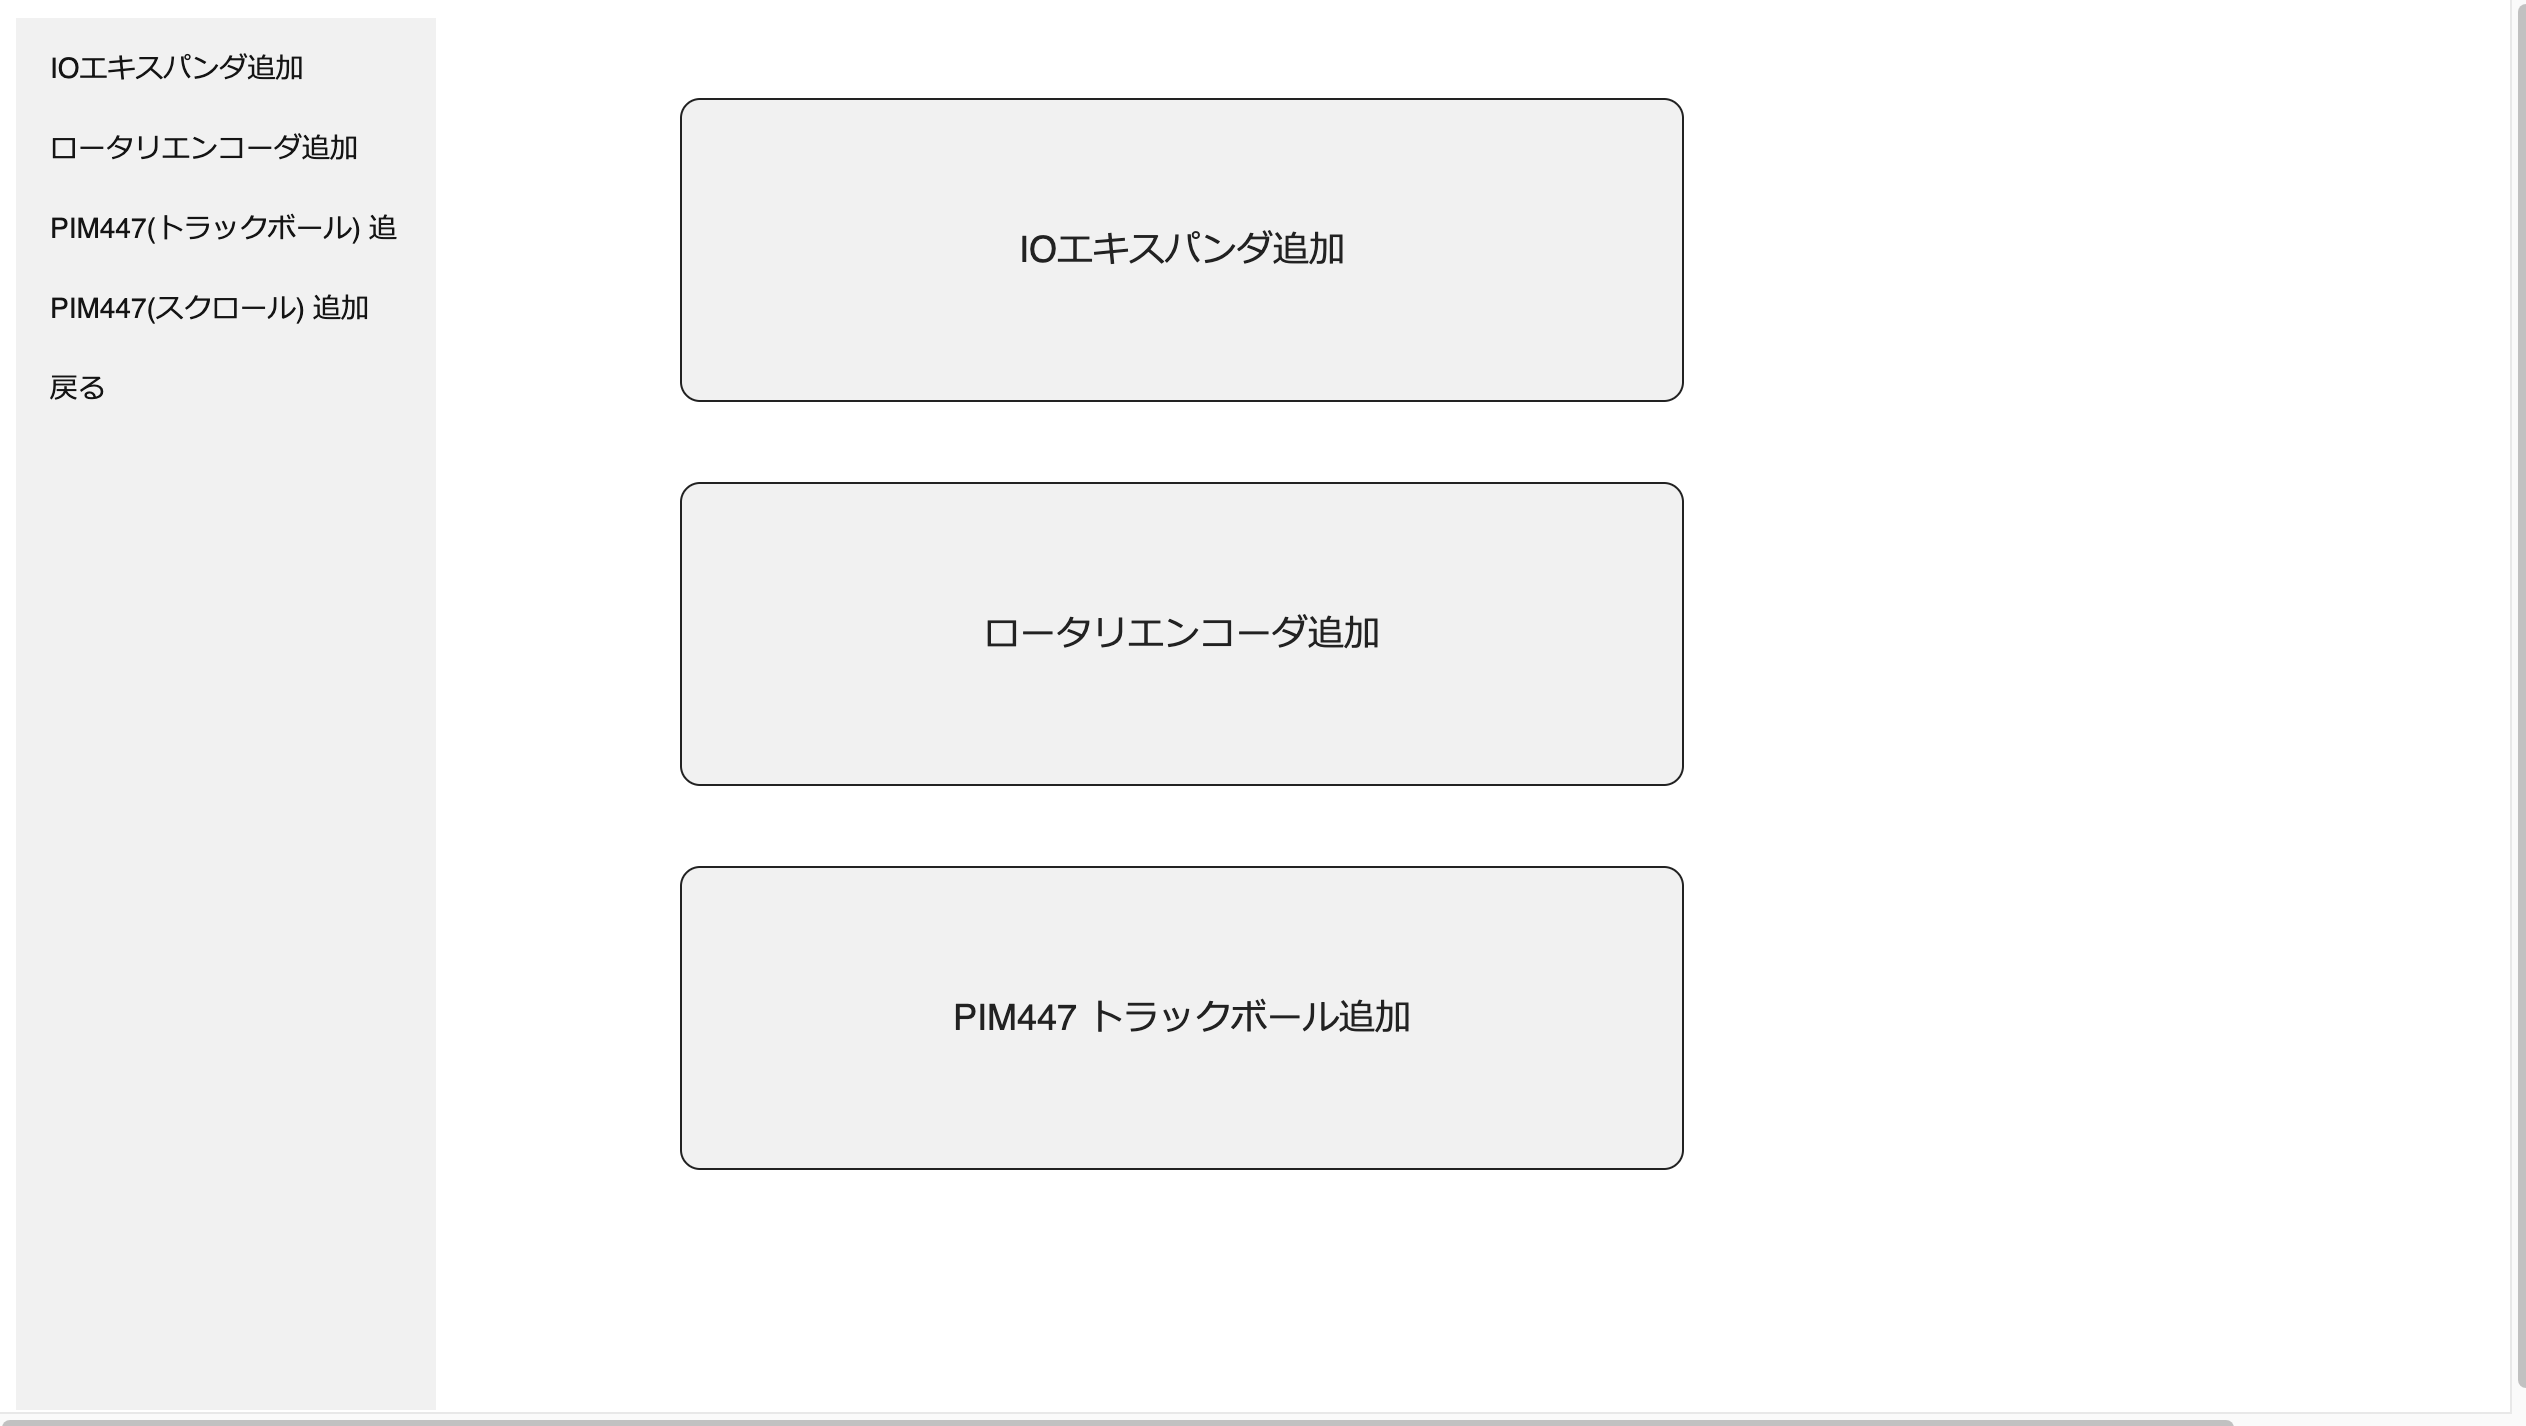 IOエキスパンダ追加
ロータリエンコーダ追加
PIM447(トラックボール) 追
PIM447(スクロール) 追加
戻る
IOエキスパンダ追加
ロータリエンコーダ追加
PIM447 トラックボール追加